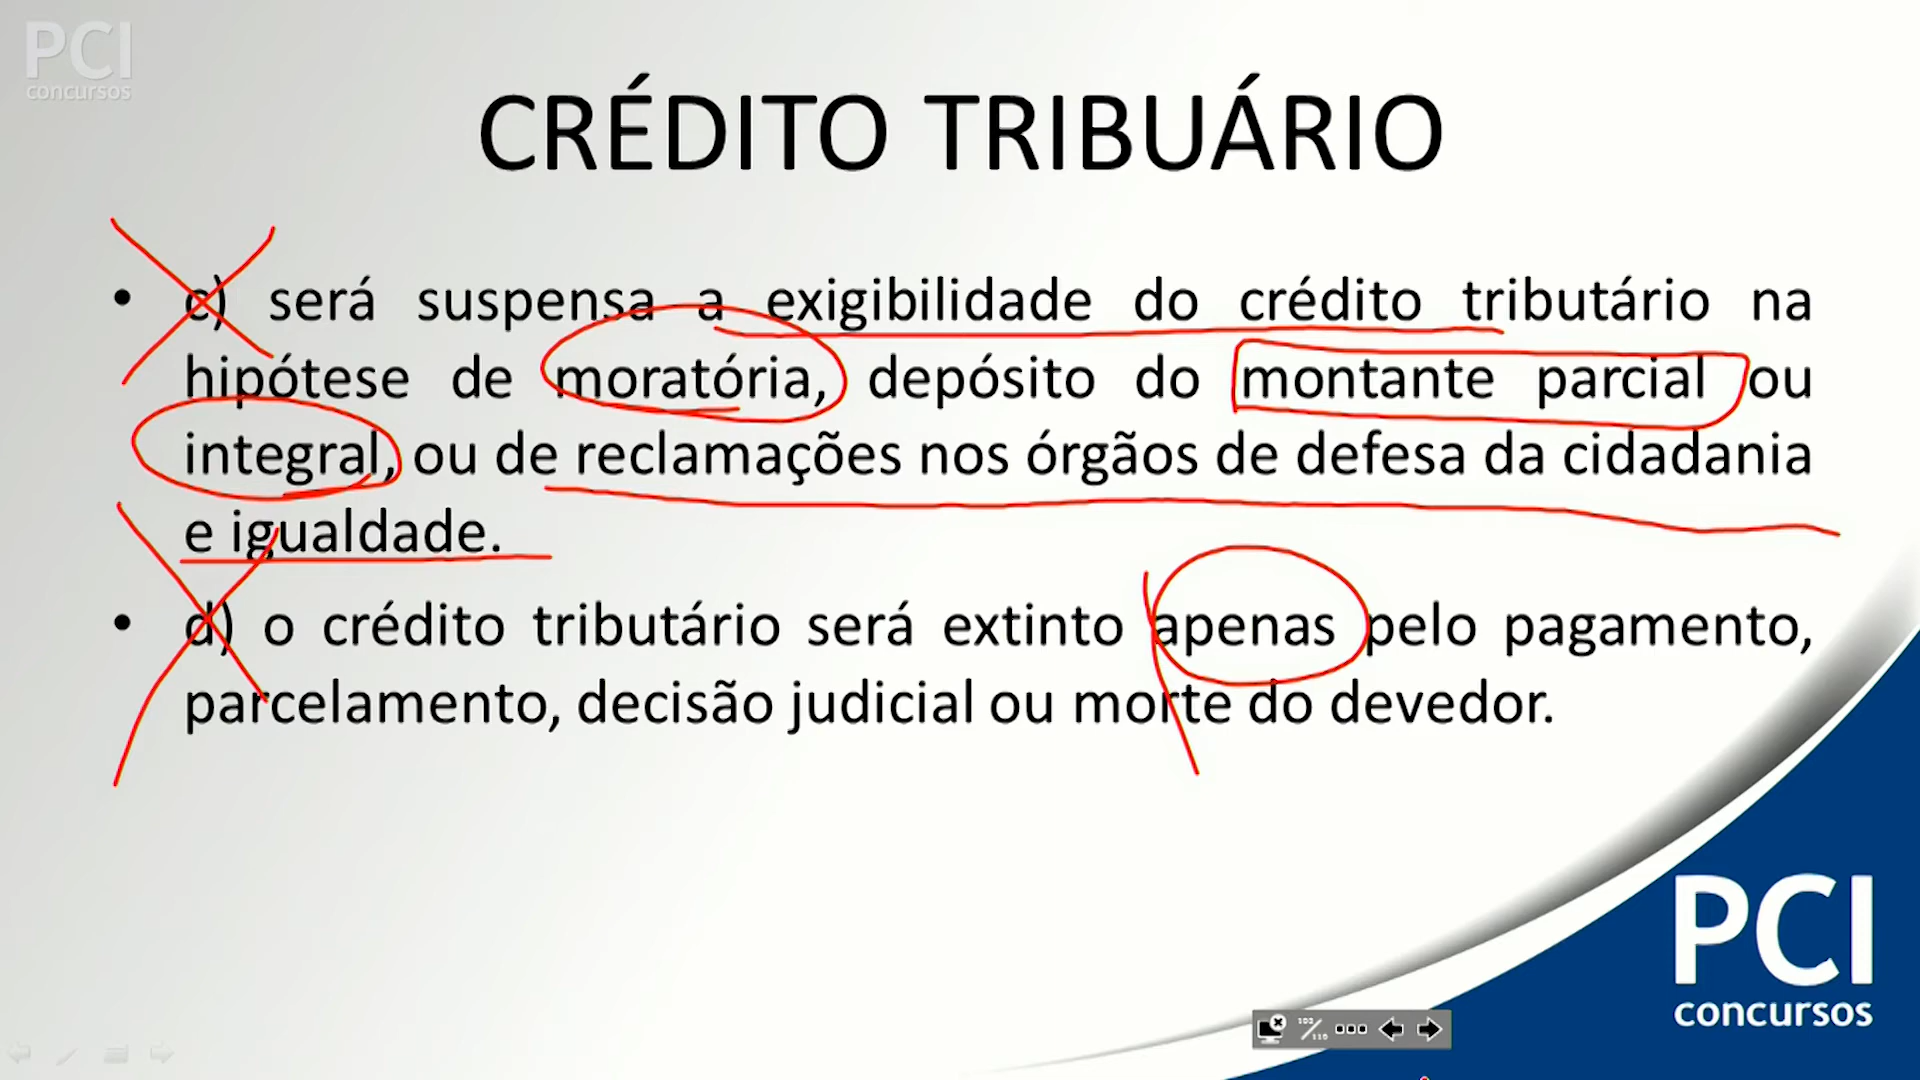 PCI
concursos
CRÉDITO TRIBUÁRIO
• c) será suspensa a exigibilidade do crédito tributário na
hipótese de moratória, depósito do montante parcial ou
integral, ou de reclamações nos órgãos de defesa da cidadania
e igualdade.
• d) o crédito tributário será extinto apenas pelo pagamento,
parcelamento, decisão judicial ou morte do devedor.
PCI
concursos